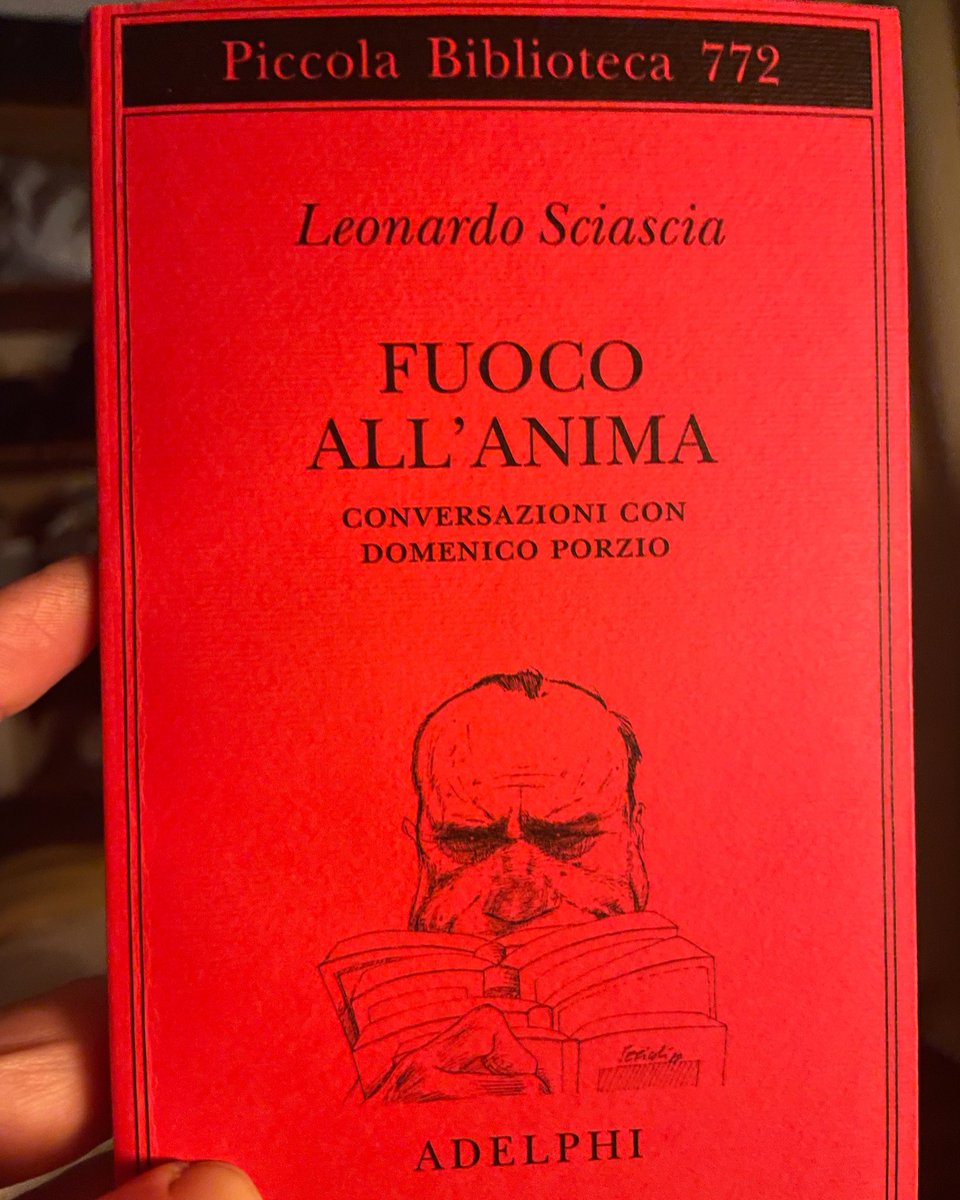 Piccola Biblioteca 772
Leonardo Sciascia
FUOCO
ALL'ANIMA
CONVERSAZIONI CON
DOMENICO PORZIO
ADELPHI